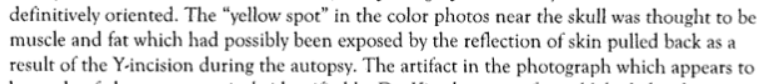 definitively oriented. The “yellow spot” in the color photos near the skull was thought to be
muscle and fat which had possibly been exposed by the reflection of skin pulled back as a
result of the Y-incision during the autopsy. The artifact in the photograph which appears to